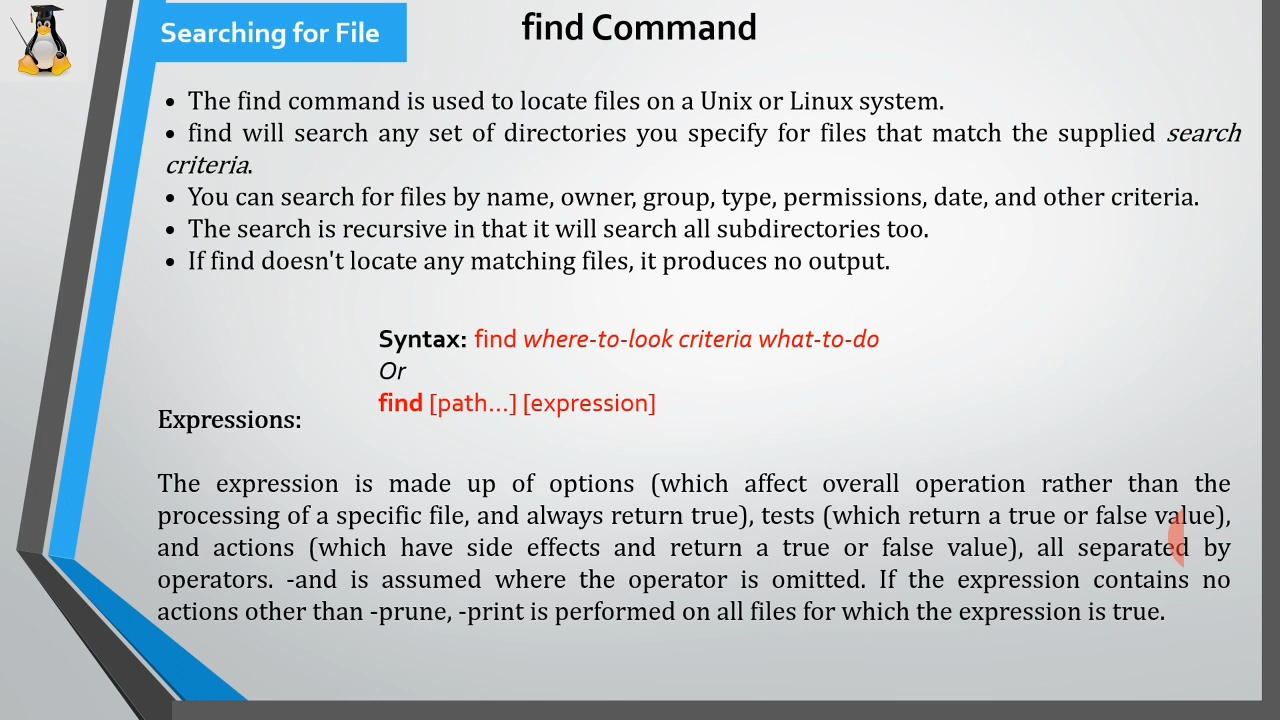 Searching for File
find Command
• The find command is used to locate files on a Unix or Linux system.
• find will search any set of directories you specify for files that match the supplied search
criteria.
• You can search for files by name, owner, group, type, permissions, date, and other criteria.
• The search is recursive in that it will search all subdirectories too.
• If find doesn't locate any matching files, it produces no output.
Syntax: find where-to-look criteria what-to-do
Or
find [path...] [expression]
Expressions:
The expression is made up of options (which affect overall operation rather than the
processing of a specific file, and always return true), tests (which return a true or false value),
and actions (which have side effects and return a true or false value), all separated by
operators. -and is assumed where the operator is omitted. If the expression contains no
actions other than -prune, -print is performed on all files for which the expression is true.